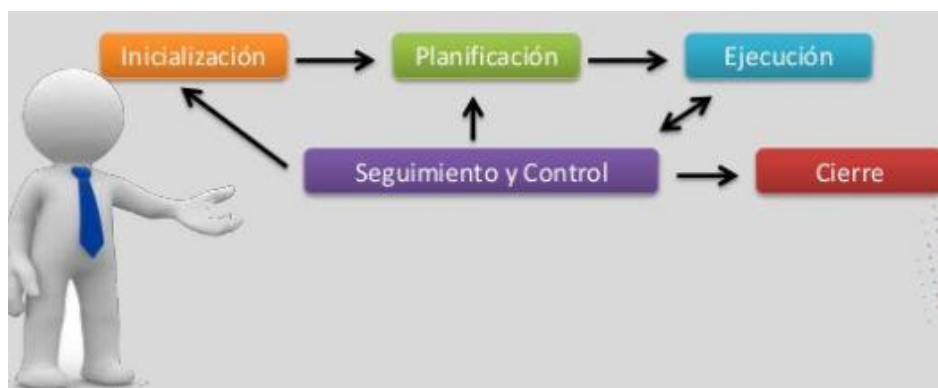 Inicialización
Planificación
Ejecución
Seguimiento y Control
Cierre